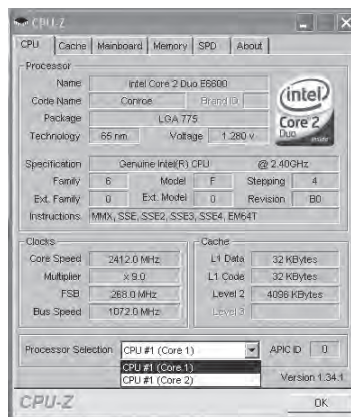 CPU-Z
CPU Cache Mainboard Memory SPD About
Processor
Name Intel Core 2 Duo E6600
Code Name Conroe Brand ID
Package LGA 775
Technology 65 nm Voltage 1.280 v
intel
Core 2
Duo
inside
Specification Genuine Intel(R) CPU @ 2.40GHz
Family 6 Model F Stepping 4
Ext. Family 0 Ext. Model 0 Revision B0
Instructions MMX, SSE, SSE2, SSE3, SSE4, EM64T
Clocks
Core Speed 2412.0 MHz
Multiplier x 9.0
FSB 268.0 MHz
Bus Speed 1072.0 MHz
Cache
L1 Data 32 KBytes
L1 Code 32 KBytes
Level 2 4096 KBytes
Level 3
Processor Selection CPU #1 (Core 1) APIC ID 0
CPU #1 (Core 1)
CPU #1 (Core 2)
Version 1.34.1
CPU-Z OK